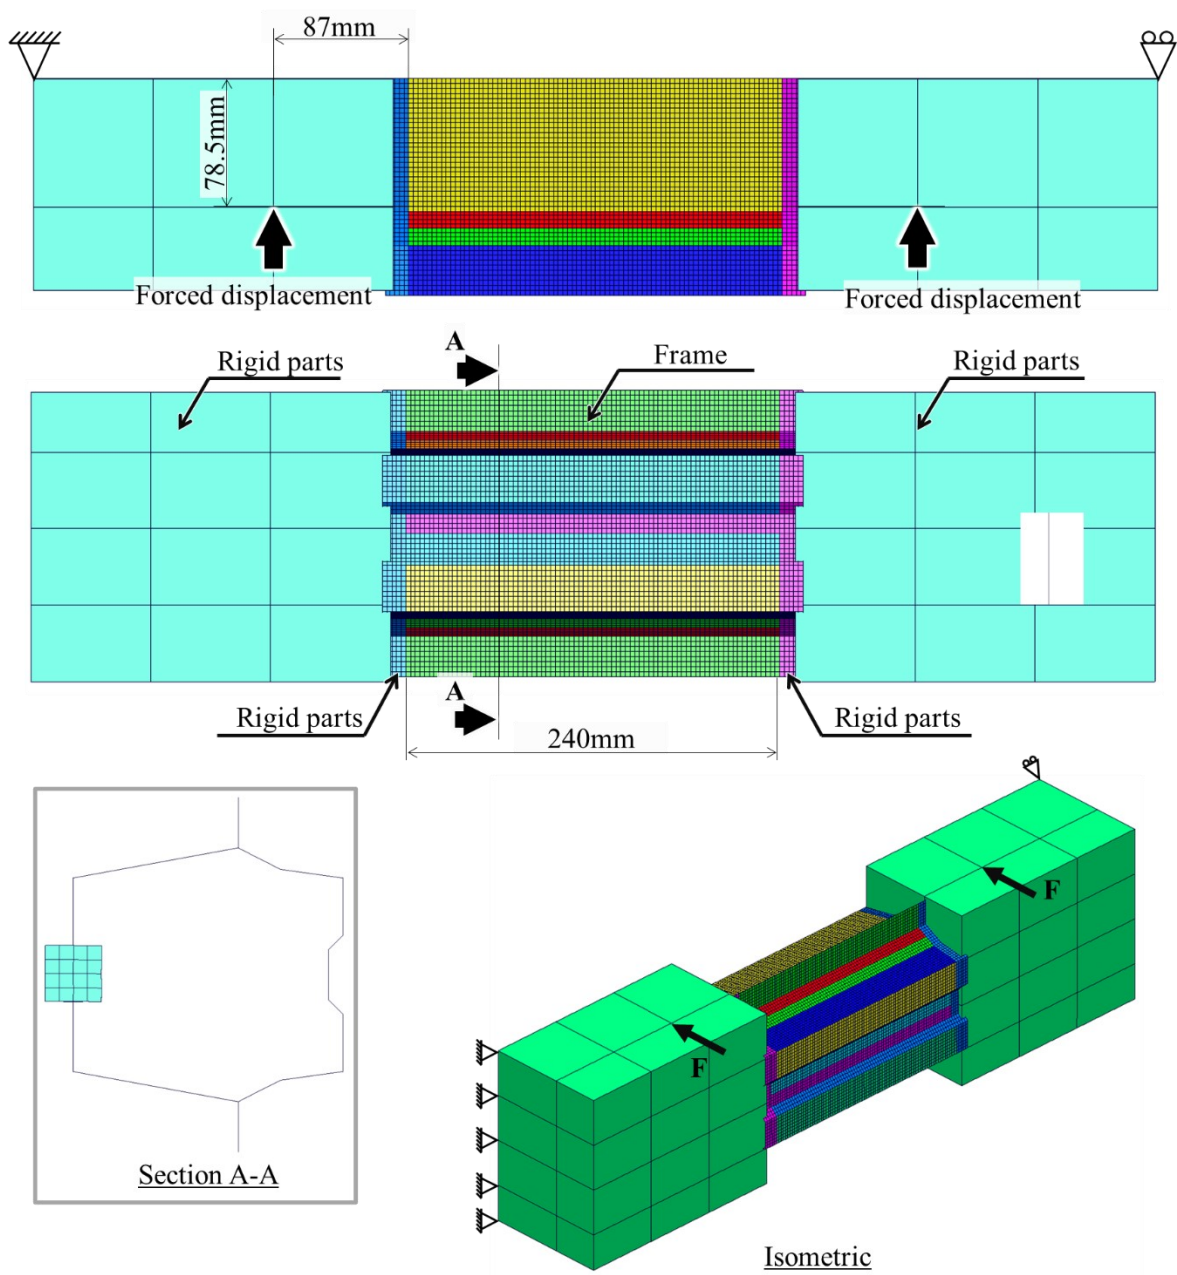 87mm
78.5mm
Forced displacement
Forced displacement
A
Rigid parts
Frame
Rigid parts
A
Rigid parts
Rigid parts
240mm
F
F
Section A-A
Isometric